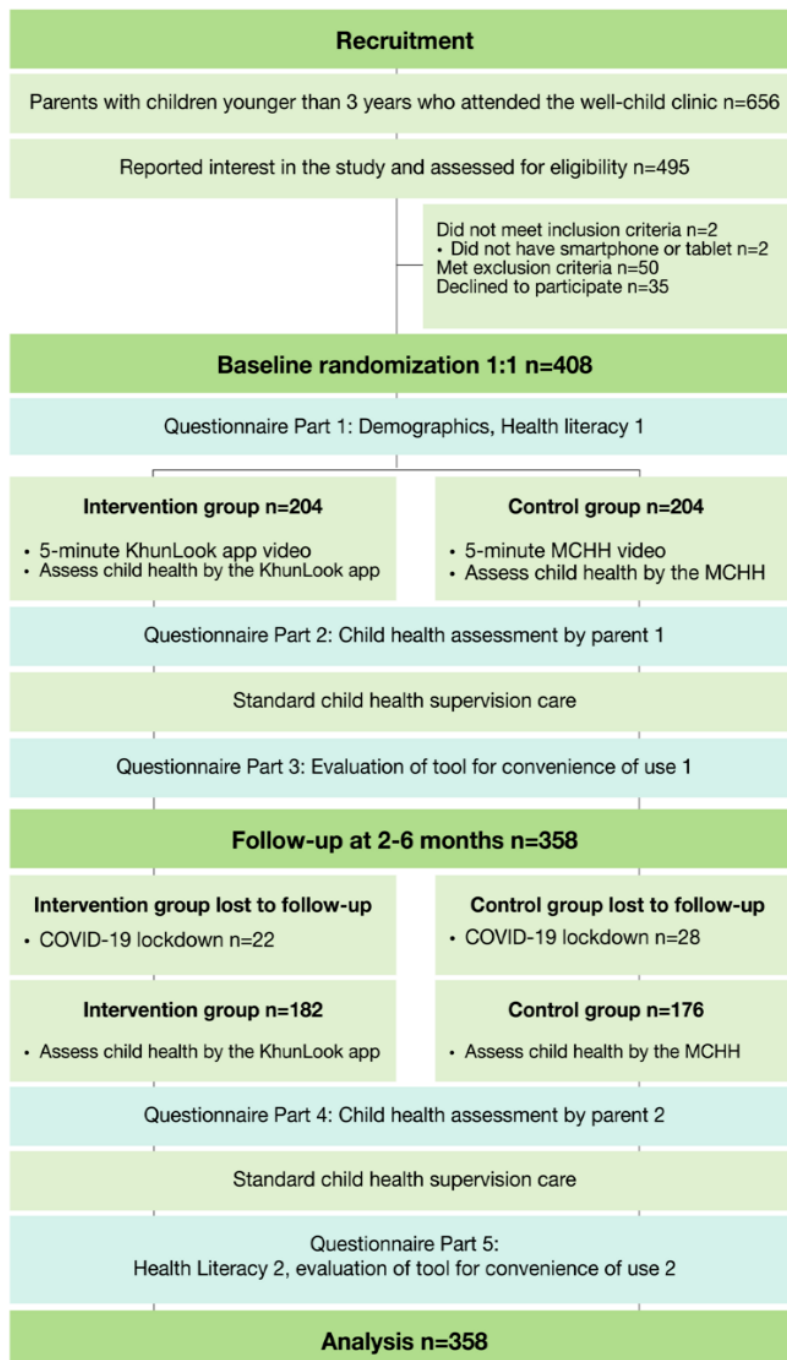 Recruitment
Parents with children younger than 3 years who attended the well-child clinic n=656
Reported interest in the study and assessed for eligibility n=495
Did not meet inclusion criteria n=2
• Did not have smartphone or tablet n=2
Met exclusion criteria n=50
Declined to participate n=35
Baseline randomization 1:1 n=408
Questionnaire Part 1: Demographics, Health literacy 1
Intervention group n=204
• 5-minute KhunLook app video
• Assess child health by the KhunLook app
Control group n=204
• 5-minute MCHH video
• Assess child health by the MCHH
Questionnaire Part 2: Child health assessment by parent 1
Standard child health supervision care
Questionnaire Part 3: Evaluation of tool for convenience of use 1
Follow-up at 2-6 months n=358
Intervention group lost to follow-up
• COVID-19 lockdown n=22
Control group lost to follow-up
• COVID-19 lockdown n=28
Intervention group n=182
• Assess child health by the KhunLook app
Control group n=176
• Assess child health by the MCHH
Questionnaire Part 4: Child health assessment by parent 2
Standard child health supervision care
Questionnaire Part 5:
Health Literacy 2, evaluation of tool for convenience of use 2
Analysis n=358